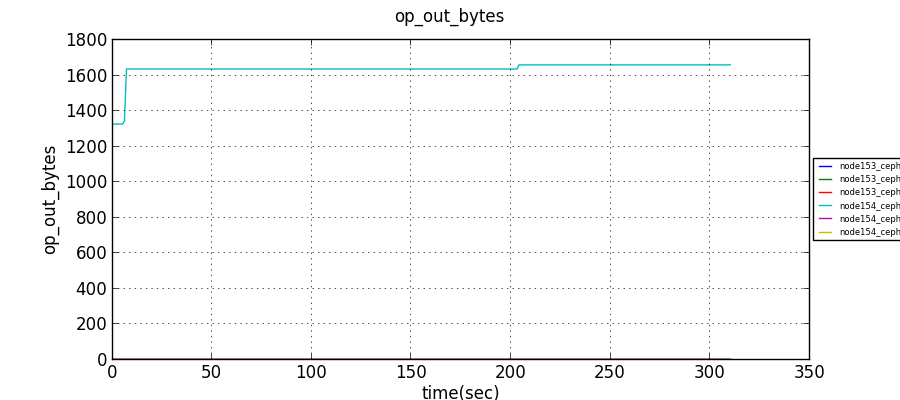 op_out_bytes
1800
1600
1400
1200
1000
800
600
400
200
0
op_out_bytes
0 50 100 150 200 250 300 350
time(sec)
node153_ceph
node153_ceph
node153_ceph
node154_ceph
node154_ceph
node154_ceph